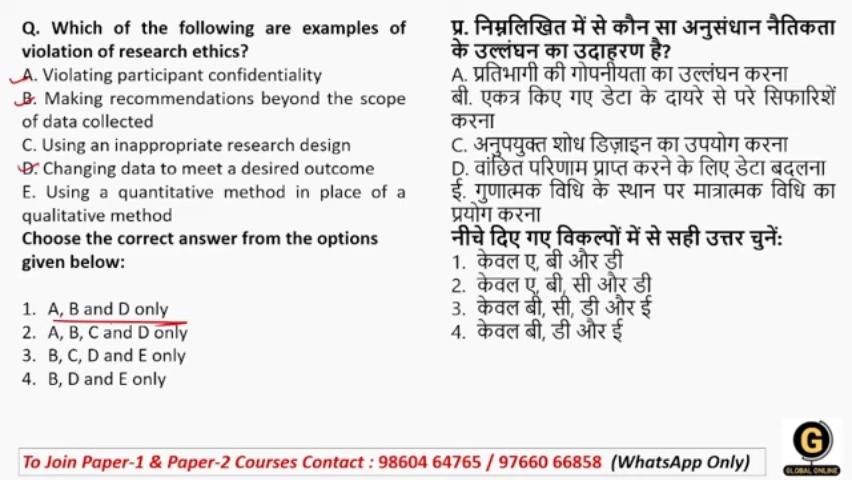 Q. Which of the following are examples of
violation of research ethics?
A. Violating participant confidentiality
B. Making recommendations beyond the scope
of data collected
C. Using an inappropriate research design
D. Changing data to meet a desired outcome
E. Using a quantitative method in place of a
qualitative method
Choose the correct answer from the options
given below:
1. A, B and D only
2. A, B, C and D only
3. B, C, D and E only
4. B, D and E only
प्र. निम्नलिखित में से कौन सा अनुसंधान नैतिकता
के उल्लंघन का उदाहरण है?
A. प्रतिभागी की गोपनीयता का उल्लंघन करना
बी. एकत्र किए गए डेटा के दायरे से परे सिफारिशें
करना
C. अनुपयुक्त शोध डिज़ाइन का उपयोग करना
D. वांछित परिणाम प्राप्त करने के लिए डेटा बदलना
ई. गुणात्मक विधि के स्थान पर मात्रात्मक विधि का
प्रयोग करना
नीचे दिए गए विकल्पों में से सही उत्तर चुनें:
1. केवल ए, बी और डी
2. केवल ए, बी, सी और डी
3. केवल बी, सी, डी और ई
4. केवल बी, डी और ई
G
GLOBAL ONLINE
To Join Paper-1 & Paper-2 Courses Contact : 98604 64765 / 97660 66858 (WhatsApp Only)